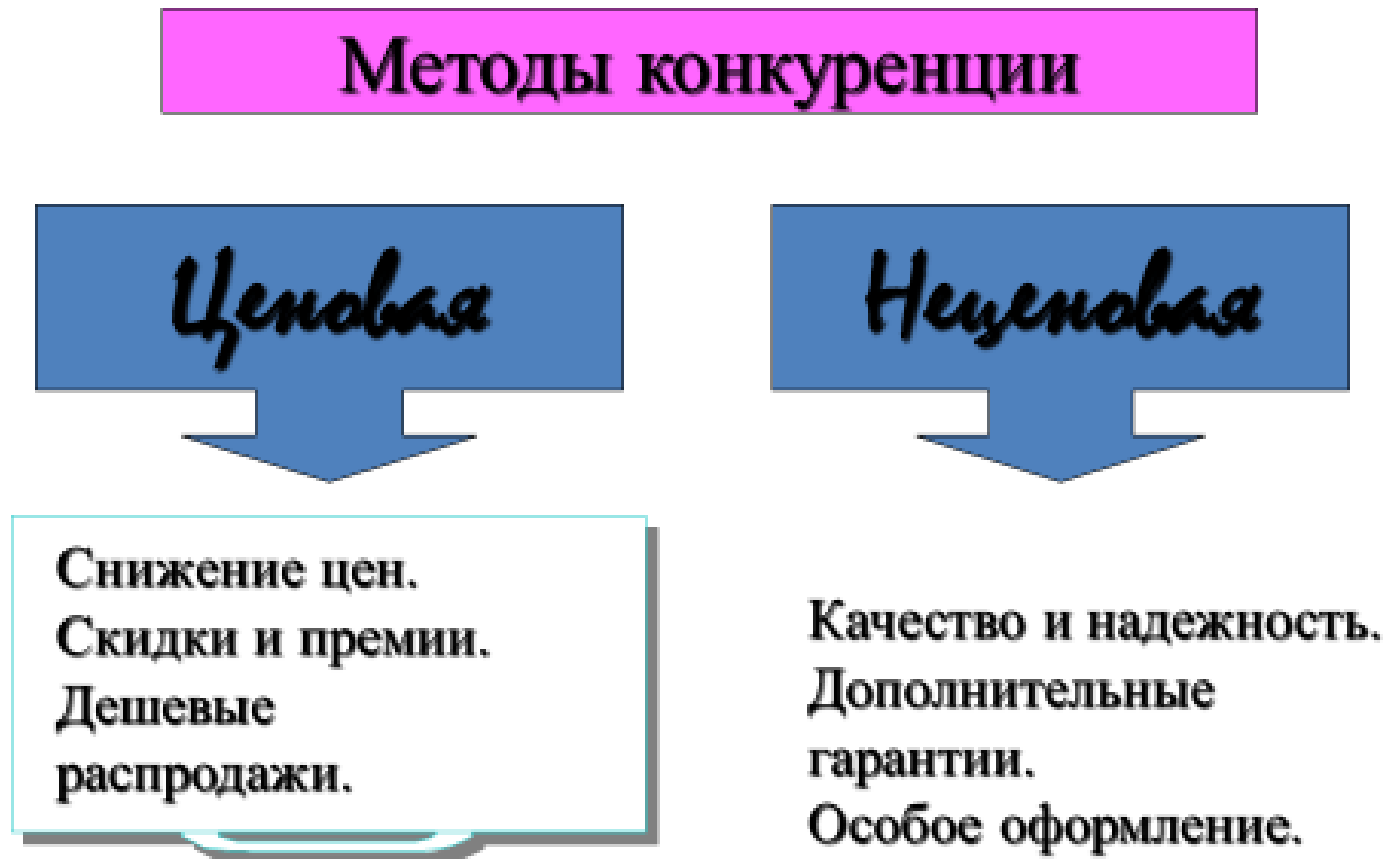 Методы конкуренции
Ценовая
Неценовая
Снижение цен.
Скидки и премии.
Дешевые
распродажи.
Качество и надежность.
Дополнительные
гарантии.
Особое оформление.